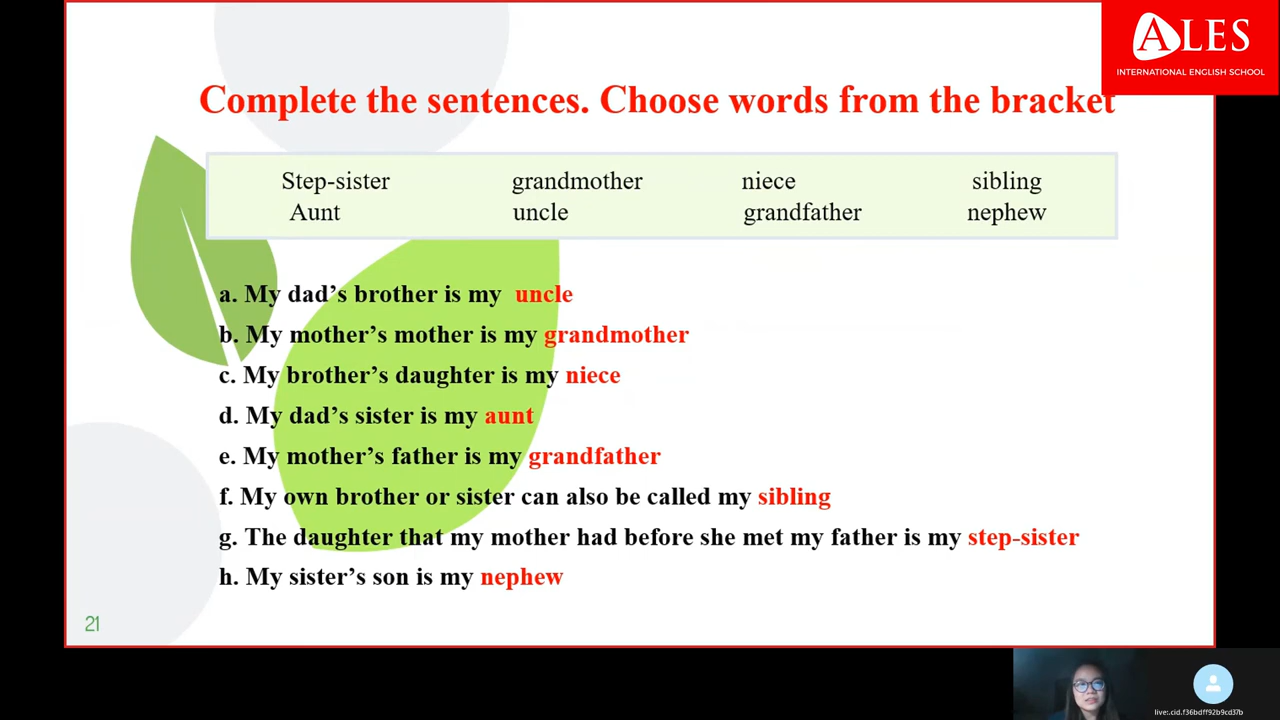 ALES
INTERNATIONAL ENGLISH SCHOOL
Complete the sentences. Choose words from the bracket
Step-sister grandmother niece sibling
Aunt uncle grandfather nephew
a. My dad’s brother is my uncle
b. My mother’s mother is my grandmother
c. My brother’s daughter is my niece
d. My dad’s sister is my aunt
e. My mother’s father is my grandfather
f. My own brother or sister can also be called my sibling
g. The daughter that my mother had before she met my father is my step-sister
h. My sister’s son is my nephew
21
live:.cid.f36bdff92b9cd37b